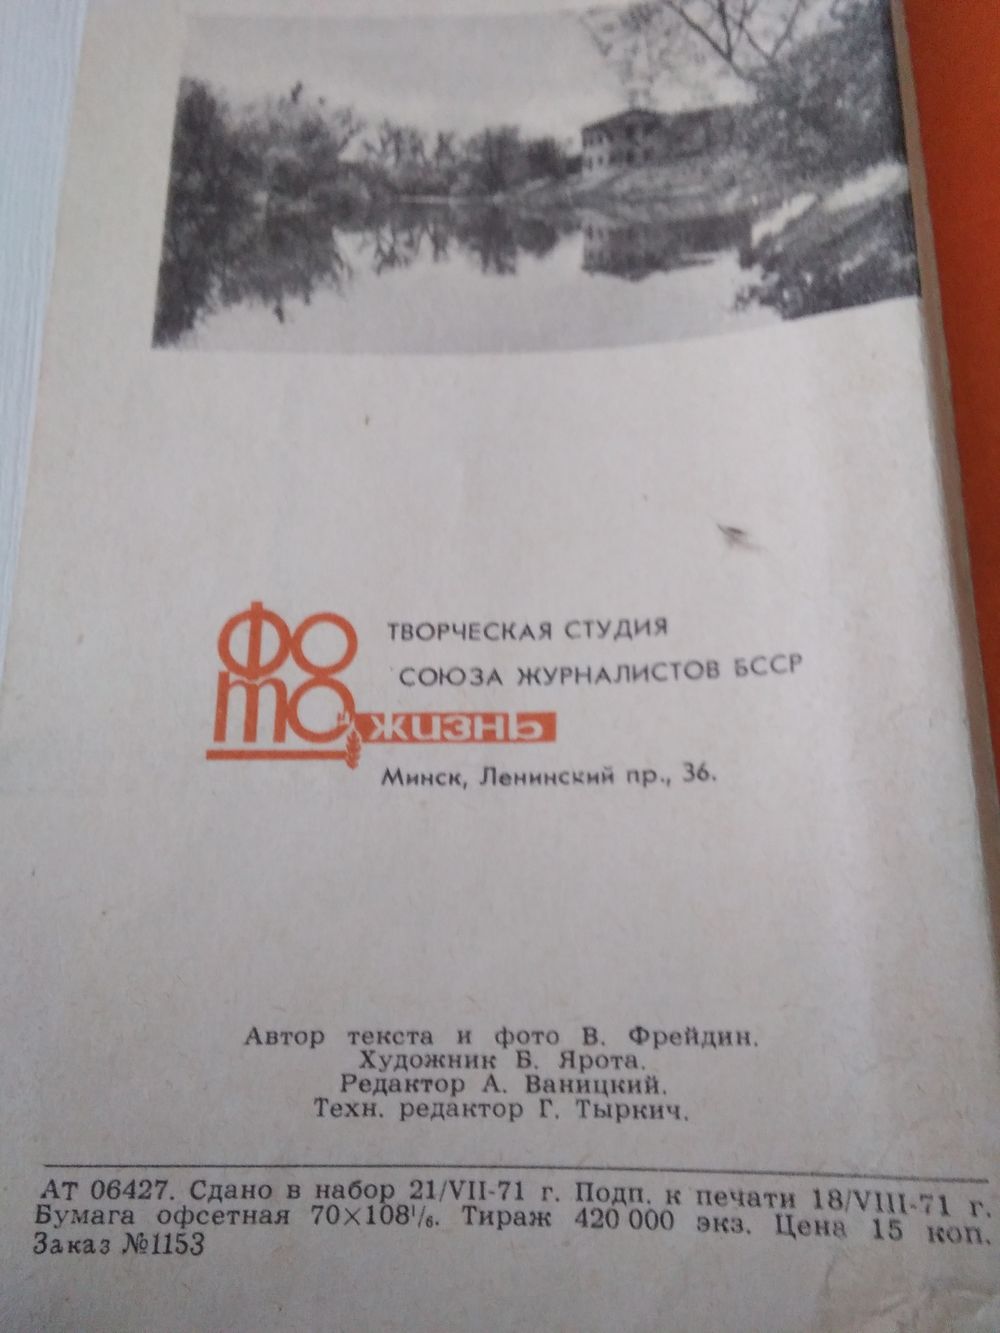 ФОТО
ТВОРЧЕСКАЯ СТУДИЯ
СОЮЗА ЖУРНАЛИСТОВ БССР
ЖИЗНЬ
Минск, Ленинский пр., 36.
Автор текста и фото В. Фрейдин.
Художник Б. Ярота.
Редактор А. Ваницкий.
Техн. редактор Г. Тыркич.
АТ 06427. Сдано в набор 21/VII-71 г. Подп. к печати 18/VIII-71 г.
Бумага офсетная 70×108¹/₆. Тираж 420 000 экз. Цена 15 коп.
Заказ №1153